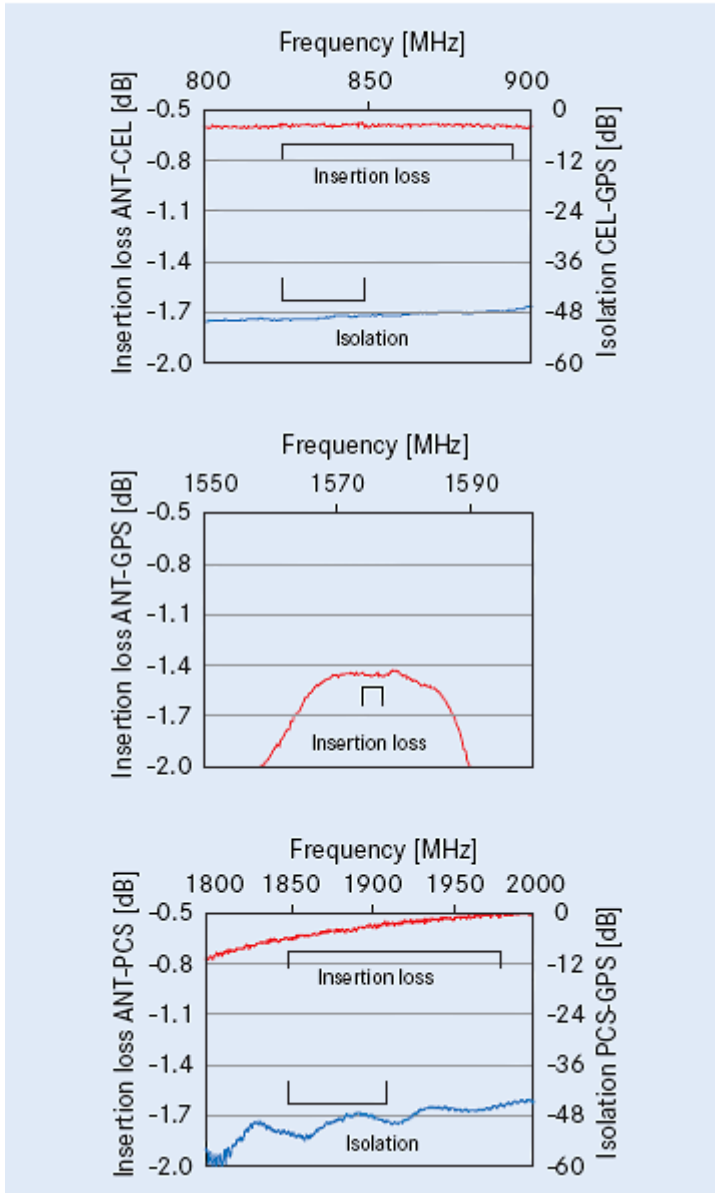 Frequency [MHz]
800 850 900
Insertion loss ANT-CEL [dB]
-0.5
-0.8
-1.1
-1.4
-1.7
-2.0
Insertion loss
Isolation
0
-12
-24
-36
-48
-60
Isolation CEL-GPS [dB]
Frequency [MHz]
1550 1570 1590
Insertion loss ANT-GPS [dB]
-0.5
-0.8
-1.1
-1.4
-1.7
-2.0
Insertion loss
Frequency [MHz]
1800 1850 1900 1950 2000
Insertion loss ANT-PCS [dB]
-0.5
-0.8
-1.1
-1.4
-1.7
-2.0
Insertion loss
Isolation
0
-12
-24
-36
-48
-60
Isolation PCS-GPS [dB]